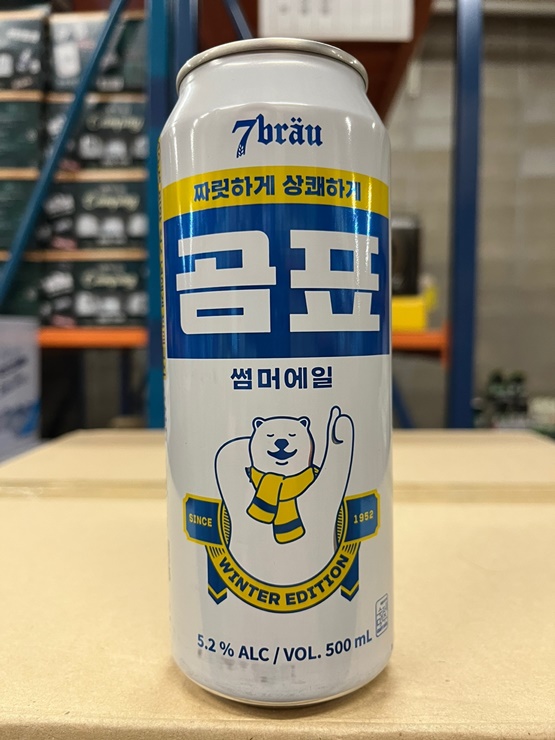 7bräu
짜릿하게 상쾌하게
곰표
썸머에일
SINCE 1952
WINTER EDITION
5.2 % ALC / VOL. 500 mL